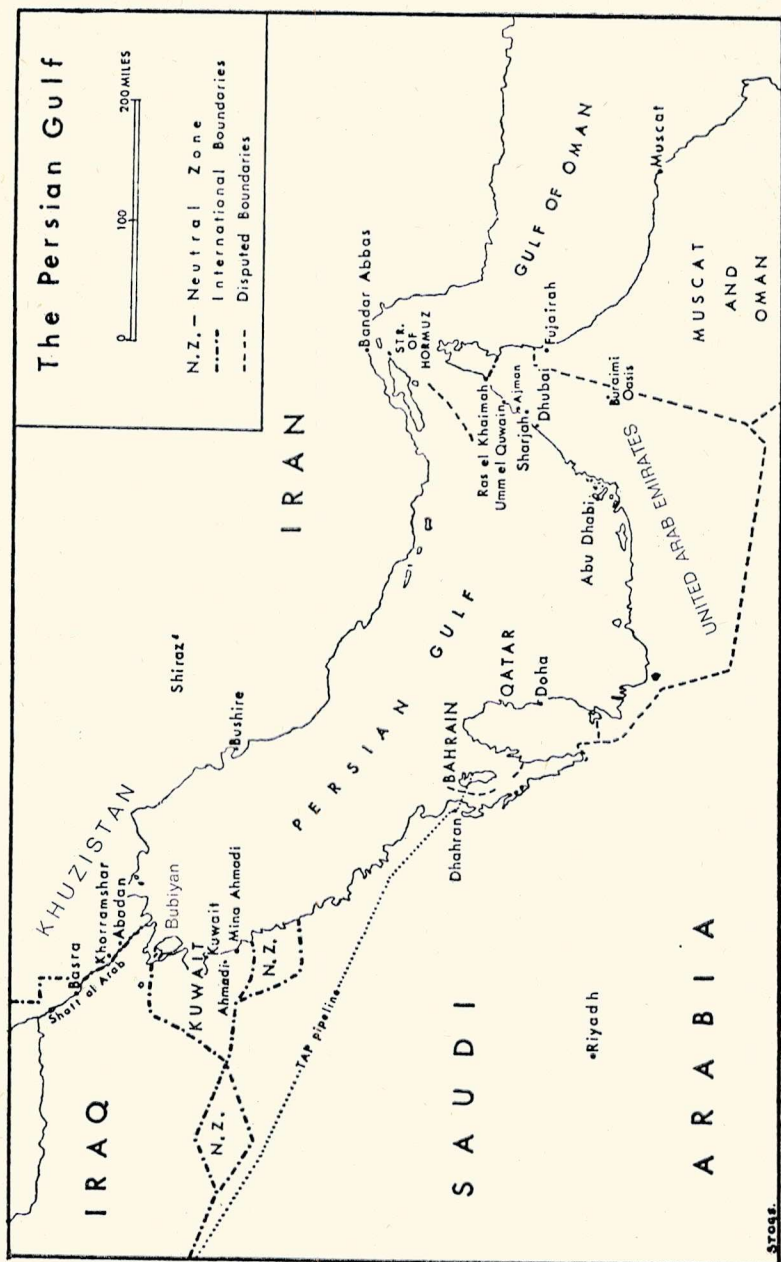 The Persian Gulf
0 100 200 MILES
N.Z. — Neutral Zone
International Boundaries
Disputed Boundaries
IRAQ
KHUZISTAN
Basra
Shatt al Arab
Khorramshar
Abadan
Bubiyan
KUWAIT
Kuwait
Ahmadi
Mina Ahmadi
N.Z.
N.Z.
TAP pipeline
Shiraz
Bushire
IRAN
PERSIAN GULF
Bandar Abbas
STR.
OF
HORMUZ
GULF OF OMAN
Dhahran
BAHRAIN
QATAR
Doha
Ras el Khaimah
Umm el Quwain
Ajman
Sharjah
Dhubai
Fujairah
Abu Dhabi
Buraimi
Oasis
UNITED ARAB EMIRATES
Muscat
MUSCAT
AND
OMAN
Riyadh
SAUDI
ARABIA
STAGS.